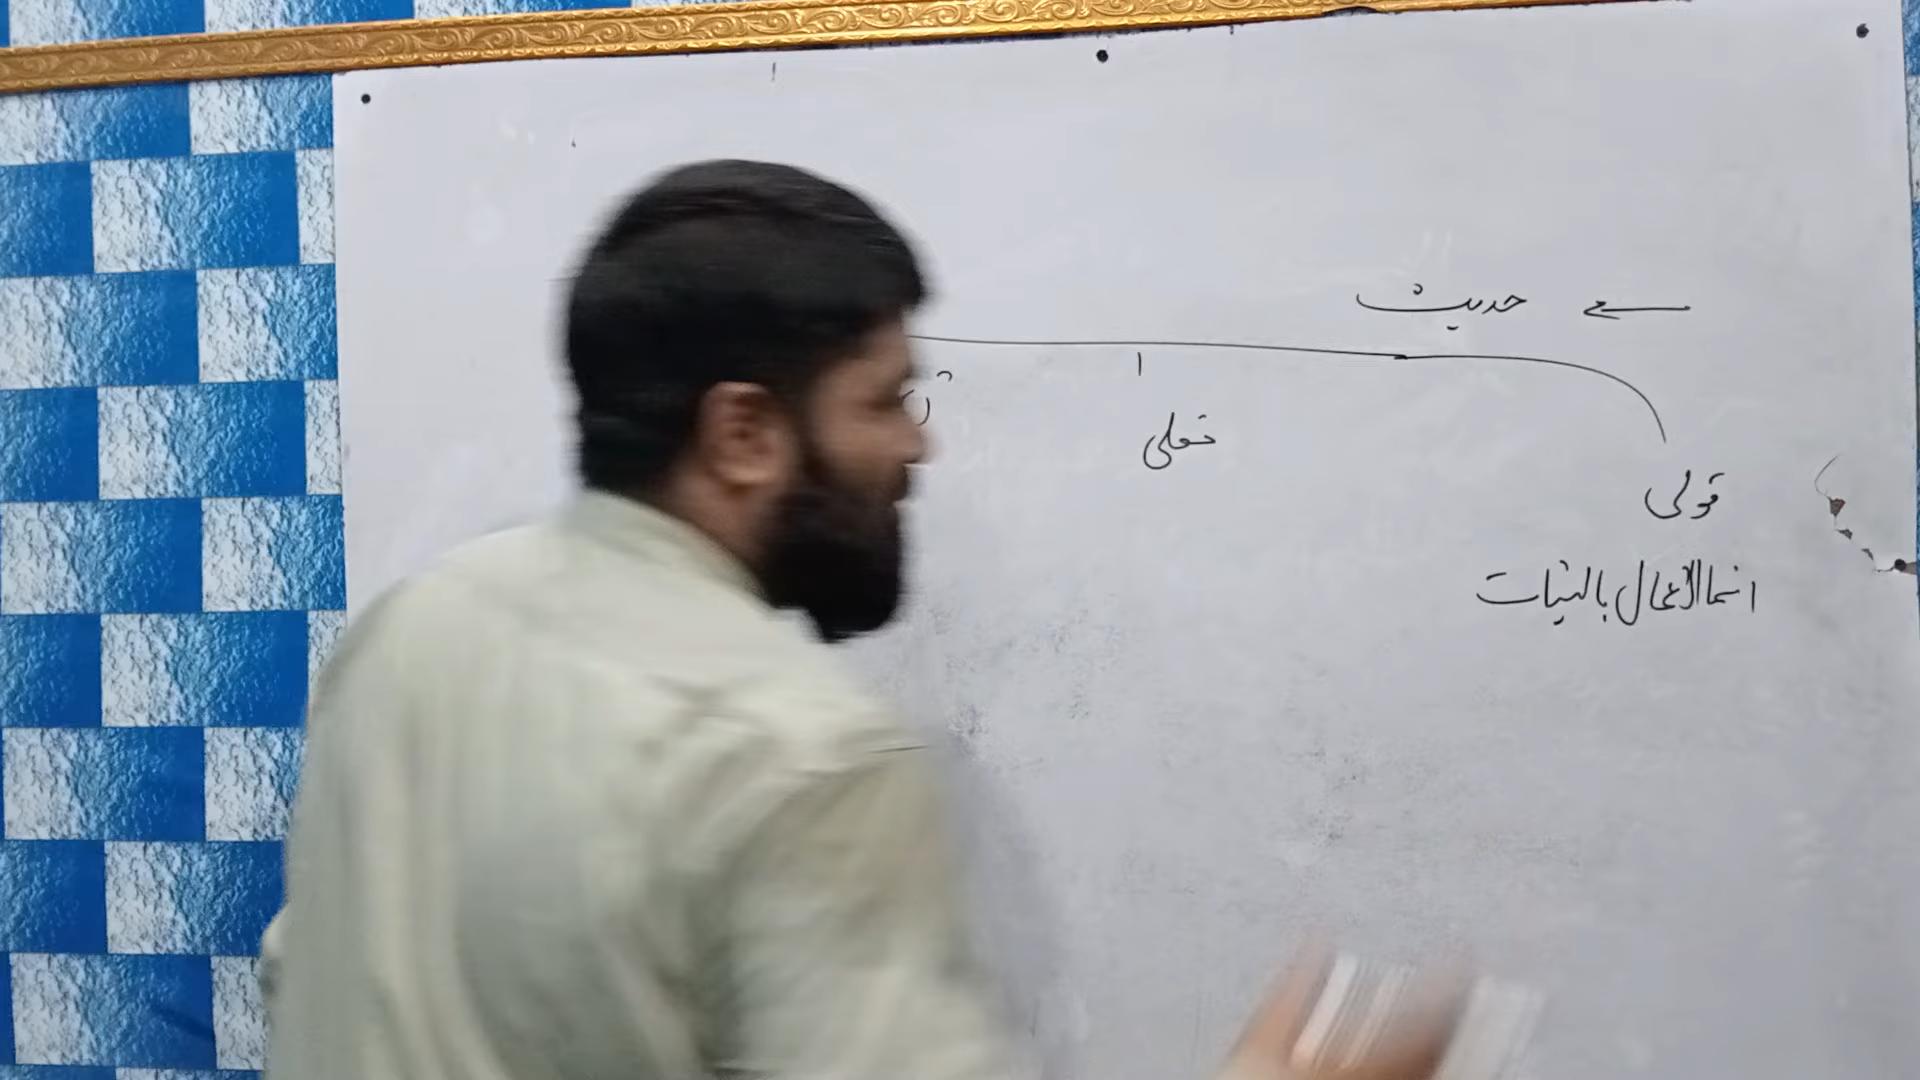 حدیث
فعلی
قولی
انما الاعمال بالنیات